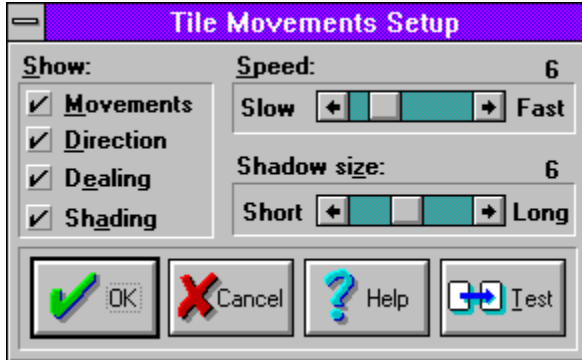 Tile Movements Setup
Show:
Movements
Direction
Dealing
Shading
Speed: 6
Slow Fast
Shadow size: 6
Short Long
OK Cancel Help Test